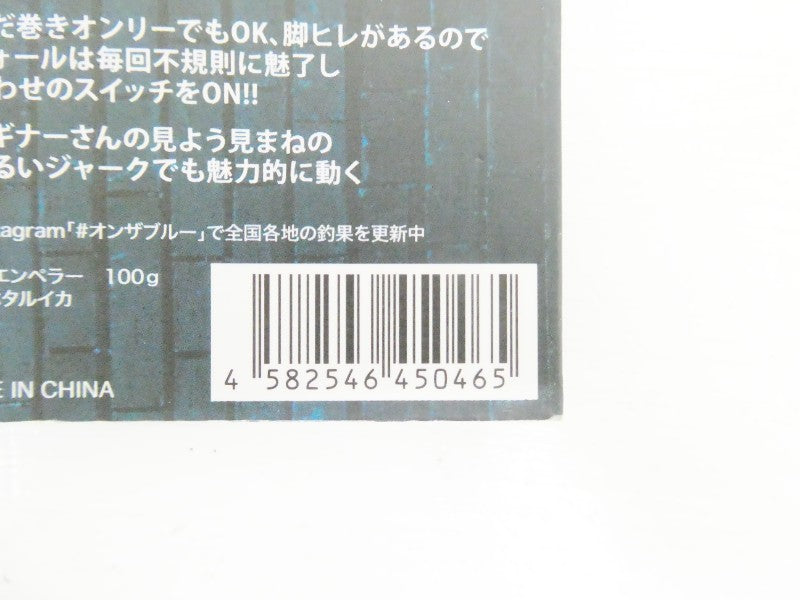 だ巻きオンリーでもOK、脚ヒレがあるので
ォールは毎回不規則に魅了し
わせのスイッチをON!!
ギナーさんの見よう見まねの
るいジャークでも魅力的に動く
tagram「#オンザブルー」で全国各地の釣果を更新中
エンペラー 100g
タルイカ
E IN CHINA
4 582546 450465